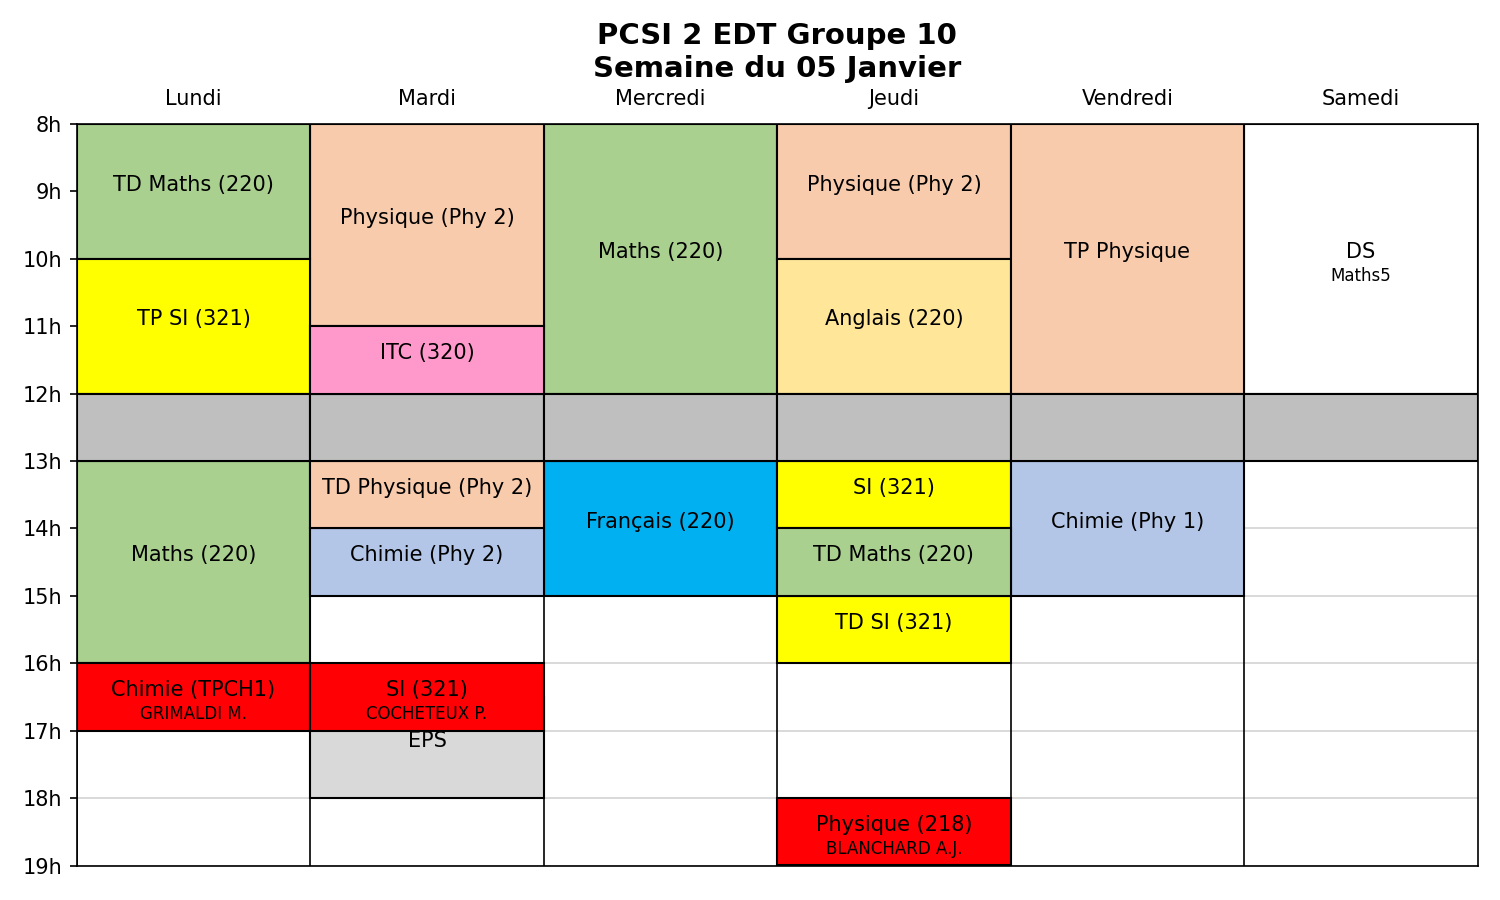 PCSI 2 EDT Groupe 10
Semaine du 05 Janvier
Lundi Mardi Mercredi Jeudi Vendredi Samedi
8h
TD Maths (220) Physique (Phy 2)
9h
Physique (Phy 2)
Maths (220) TP Physique DS
10h
Maths5
TP SI (321) Anglais (220)
11h
ITC (320)
12h
13h
TD Physique (Phy 2) SI (321)
Français (220) Chimie (Phy 1)
14h
Maths (220) Chimie (Phy 2) TD Maths (220)
15h
TD SI (321)
16h
Chimie (TPCH1) SI (321)
GRIMALDI M. COCHETEUX P.
17h
EPS
18h
Physique (218)
BLANCHARD A.J.
19h